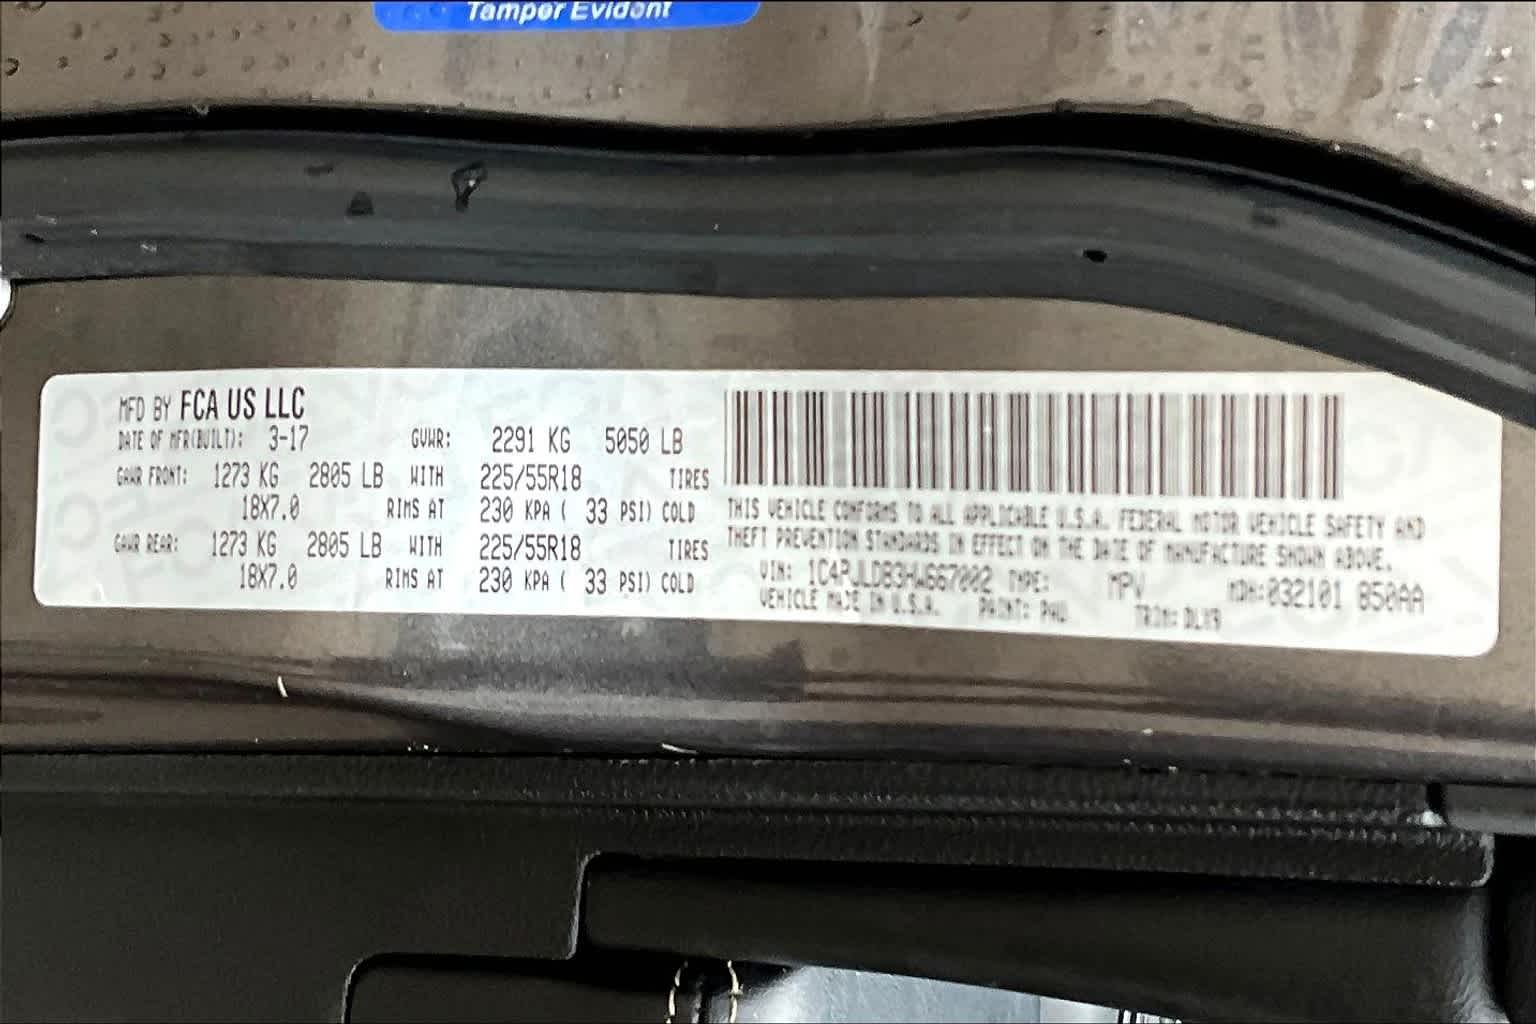 Tamper Evident
MFD BY FCA US LLC
DATE OF MFR(BUILT): 3-17 GVWR: 2291 KG 5050 LB
GAWR FRONT: 1273 KG 2805 LB WITH 225/55R18 TIRES
18X7.0 RIMS AT 230 KPA ( 33 PSI) COLD
GAWR REAR: 1273 KG 2805 LB WITH 225/55R18 TIRES
18X7.0 RIMS AT 230 KPA ( 33 PSI) COLD
THIS VEHICLE CONFORMS TO ALL APPLICABLE U.S.A. FEDERAL MOTOR VEHICLE SAFETY AND
THEFT PREVENTION STANDARDS IN EFFECT ON THE DATE OF MANUFACTURE SHOWN ABOVE.
VIN: 1C4PJLDB3HW667002 TYPE: MPV MDH:032101 850AA
VEHICLE MADE IN U.S.A. PAINT: PAU TRIM: